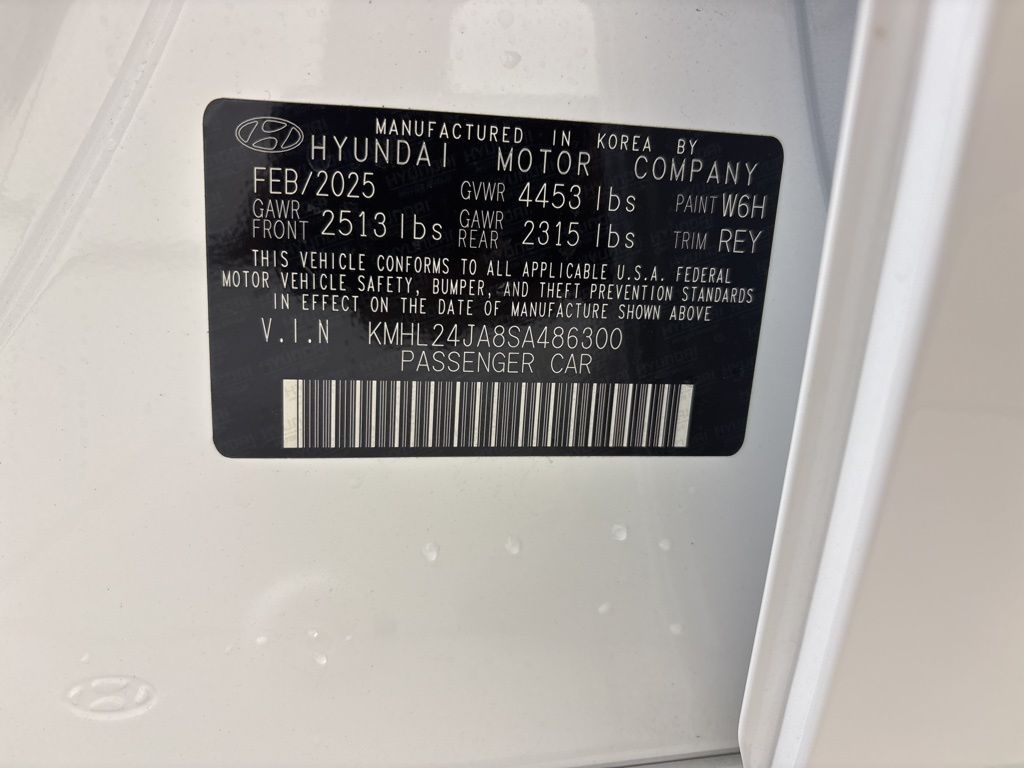 MANUFACTURED IN KOREA BY
HYUNDAI MOTOR COMPANY
FEB/2025 GVWR 4453 lbs PAINT W6H
GAWR FRONT 2513 lbs GAWR REAR 2315 lbs TRIM REY
THIS VEHICLE CONFORMS TO ALL APPLICABLE U.S.A. FEDERAL
MOTOR VEHICLE SAFETY, BUMPER, AND THEFT PREVENTION STANDARDS
IN EFFECT ON THE DATE OF MANUFACTURE SHOWN ABOVE
V.I.N KMHL24JA8SA486300
PASSENGER CAR